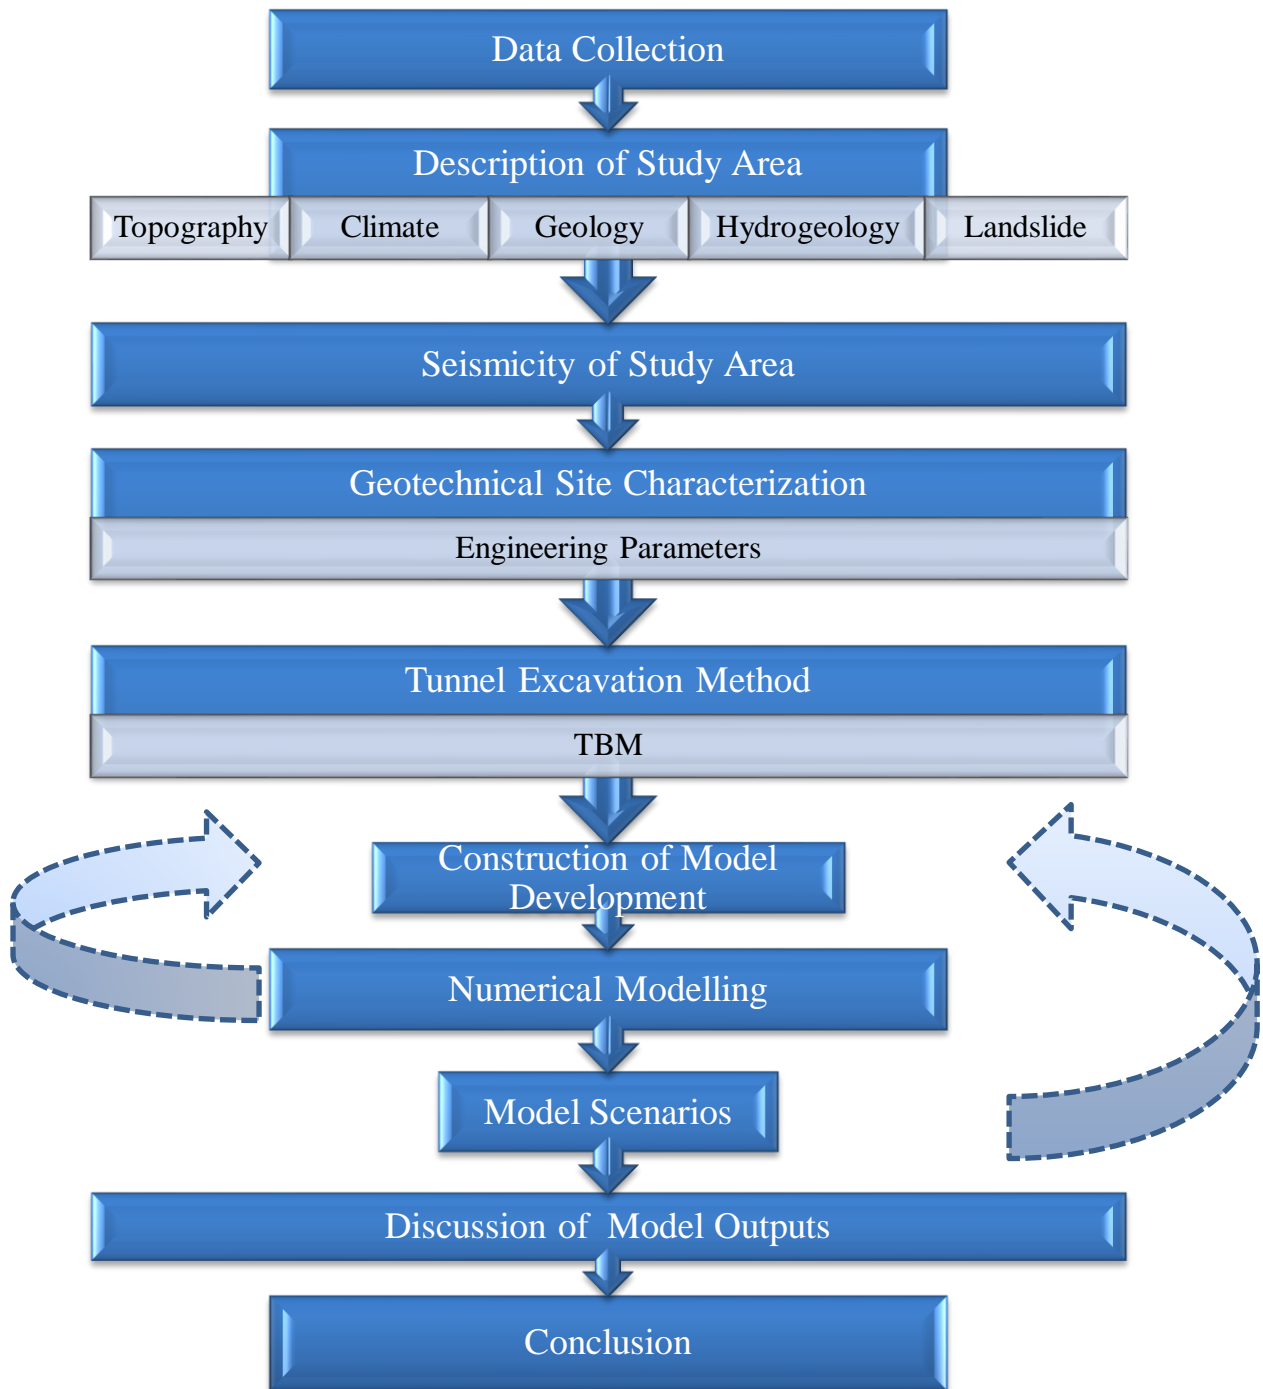 Data Collection
Description of Study Area
Topography Climate Geology Hydrogeology Landslide
Seismicity of Study Area
Geotechnical Site Characterization
Engineering Parameters
Tunnel Excavation Method
TBM
Construction of Model
Development
Numerical Modelling
Model Scenarios
Discussion of Model Outputs
Conclusion